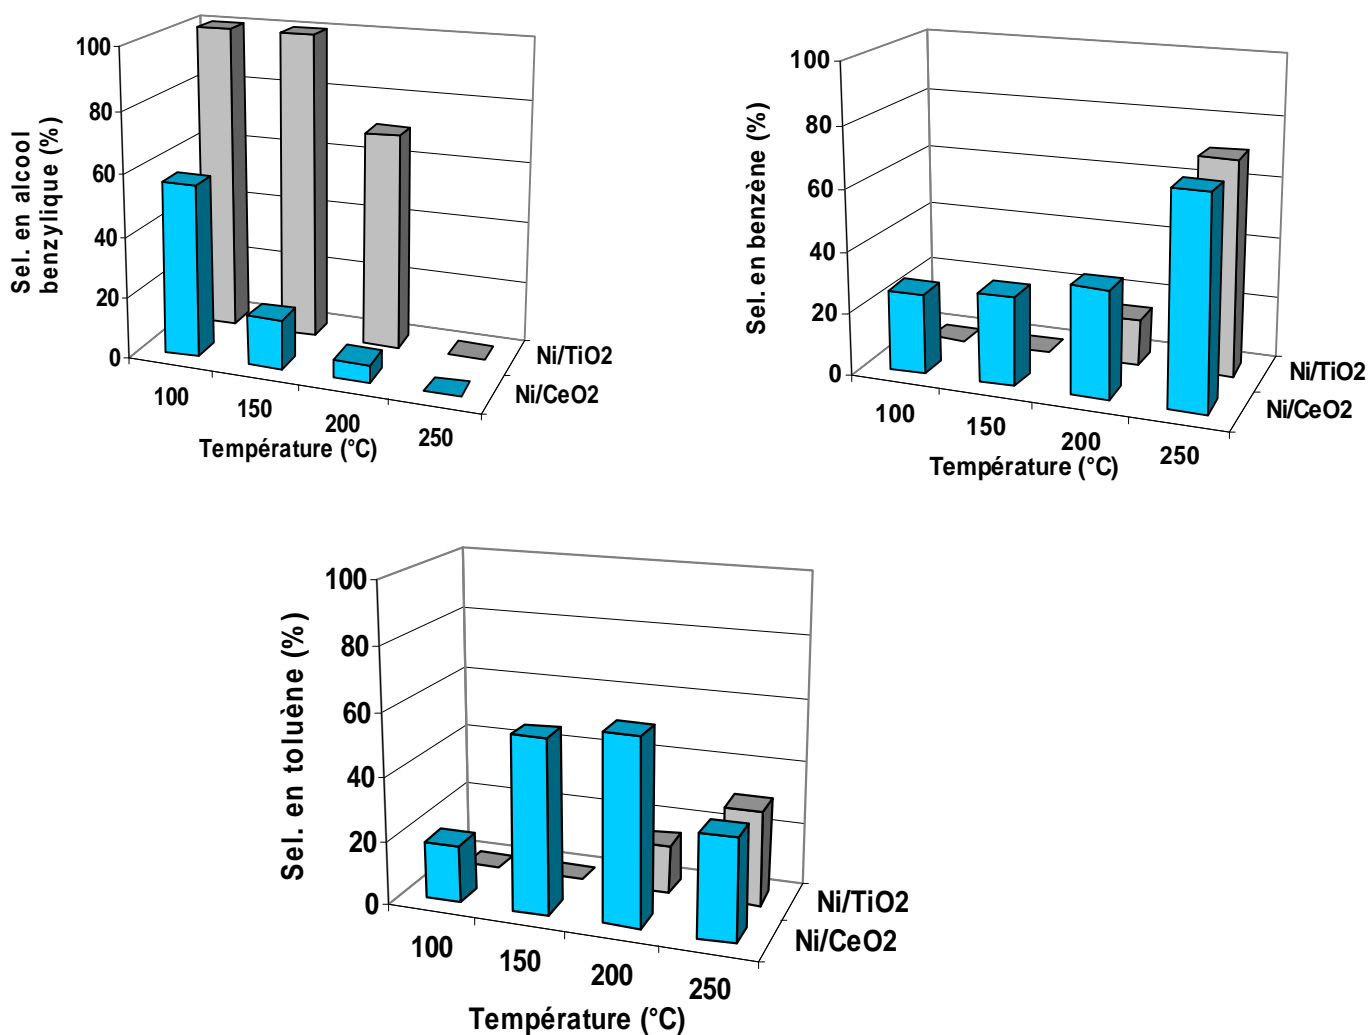 Sel. en alcool
benzylique (%)
100
80
60
40
20
0
100
150
200
250
Température (°C)
Ni/TiO2
Ni/CeO2
Sel. en benzène (%)
100
80
60
40
20
0
100
150
200
250
Température (°C)
Ni/TiO2
Ni/CeO2
Sel. en toluène (%)
100
80
60
40
20
0
100
150
200
250
Température (°C)
Ni/TiO2
Ni/CeO2